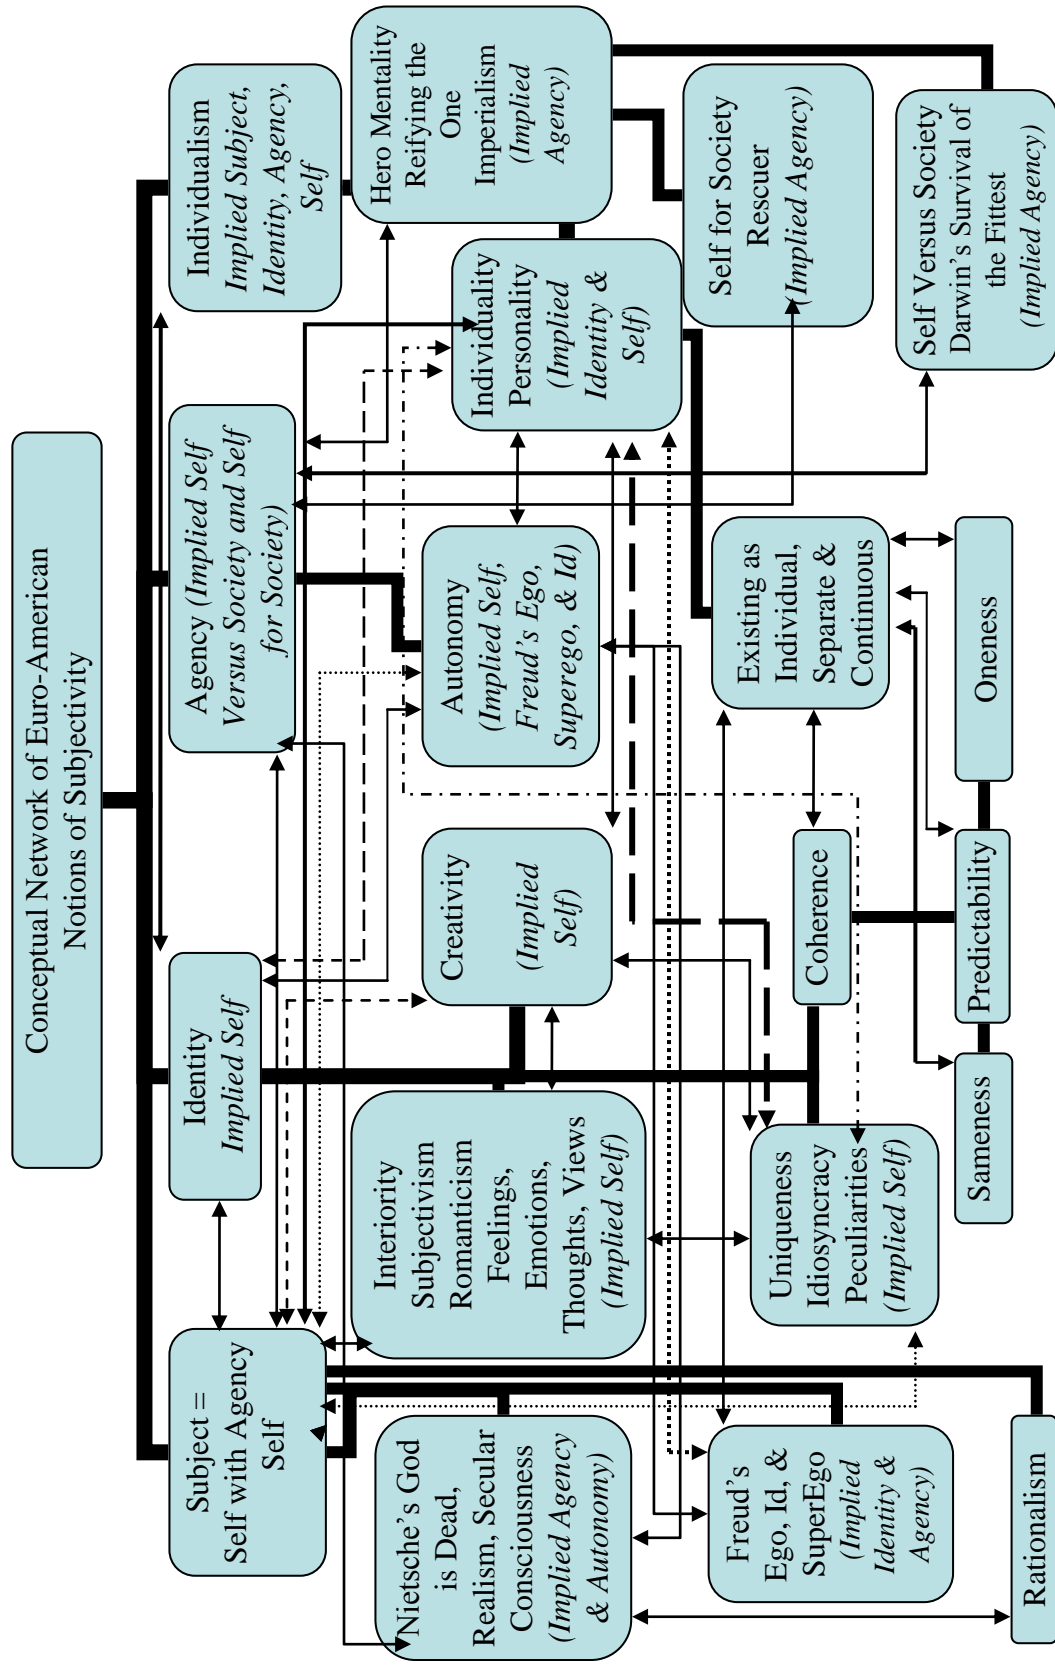 Conceptual Network of Euro-American
Notions of Subjectivity
Subject =
Self with Agency
Self
Identity
Implied Self
Agency (Implied Self
Versus Society and Self
for Society)
Individualism
Implied Subject,
Identity, Agency,
Self
Nietsche's God
is Dead,
Realism, Secular
Consciousness
(Implied Agency
& Autonomy)
Interiority
Subjectivism
Romanticism
Feelings,
Emotions,
Thoughts, Views
(Implied Self)
Creativity
(Implied
Self)
Autonomy
(Implied Self,
Freud's Ego,
Superego, & Id)
Individuality
Personality
(Implied
Identity &
Self)
Hero Mentality
Reifying the
One
Imperialism
(Implied
Agency)
Freud's
Ego, Id, &
SuperEgo
(Implied
Identity &
Agency)
Uniqueness
Idiosyncracy
Peculiarities
(Implied Self)
Coherence
Existing as
Individual,
Separate &
Continuous
Self for Society
Rescuer
(Implied Agency)
Rationalism
Sameness
Predictability
Oneness
Self Versus Society
Darwin's Survival of
the Fittest
(Implied Agency)